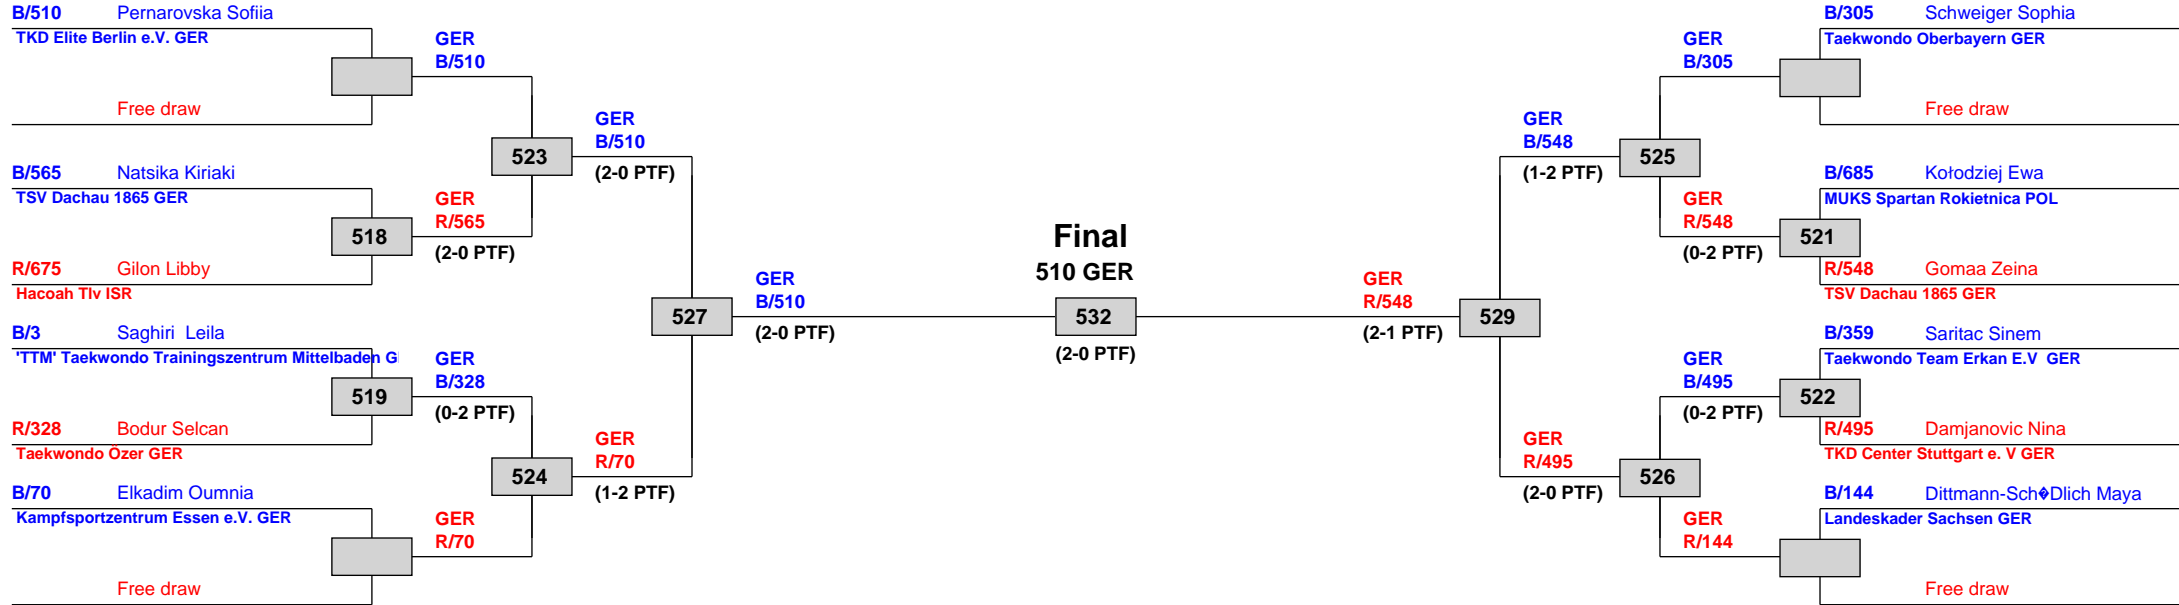 B/510 Pernarovska Sofiia
TKD Elite Berlin e.V. GER
Free draw
B/565 Natsika Kiriaki
TSV Dachau 1865 GER
518
R/675 Gilon Libby
Hacoah Tlv ISR
B/3 Saghiri Leila
'TTM' Taekwondo Trainingszentrum Mittelbaden G
519
R/328 Bodur Selcan
Taekwondo Özer GER
B/70 Elkadim Oumnia
Kampfsportzentrum Essen e.V. GER
Free draw
GER
B/510
523
GER
R/565
(2-0 PTF)
GER
B/328
(0-2 PTF)
524
GER
R/70
GER
B/510
(2-0 PTF)
527
GER
R/70
(1-2 PTF)
GER
B/510
(2-0 PTF)
Final
510 GER
532
(2-0 PTF)
GER
R/548
(2-1 PTF)
529
GER
B/548
(1-2 PTF)
525
GER
R/495
(2-0 PTF)
526
GER
B/305
GER
R/548
(0-2 PTF)
GER
B/495
(0-2 PTF)
GER
R/144
B/305 Schweiger Sophia
Taekwondo Oberbayern GER
Free draw
B/685 Kołodziej Ewa
MUKS Spartan Rokietnica POL
521
R/548 Gomaa Zeina
TSV Dachau 1865 GER
B/359 Saritac Sinem
Taekwondo Team Erkan E.V GER
522
R/495 Damjanovic Nina
TKD Center Stuttgart e. V GER
B/144 Dittmann-Sch�Dlich Maya
Landeskader Sachsen GER
Free draw